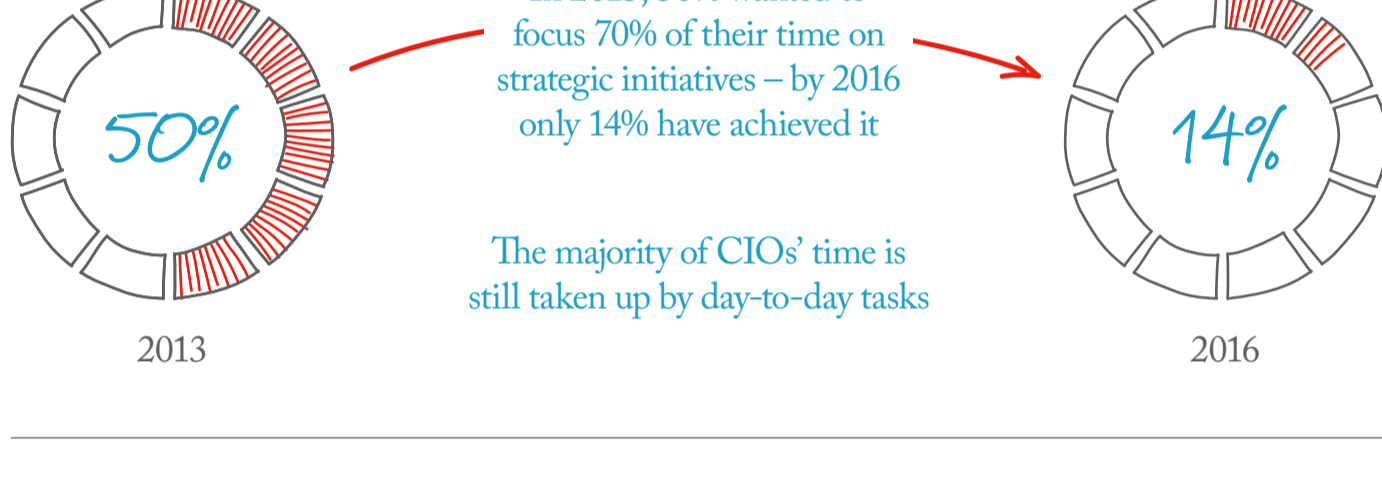 focus 70% of their time on
strategic initiatives – by 2016
only 14% have achieved it
50%
14%
The majority of CIOs’ time is
still taken up by day-to-day tasks
2013
2016